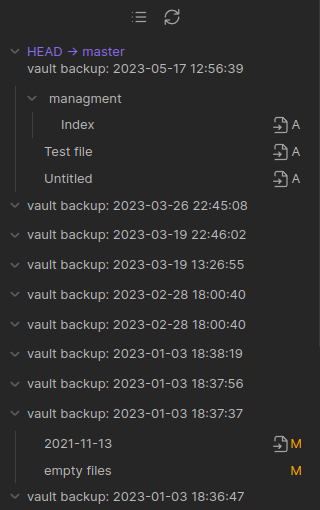 HEAD → master
vault backup: 2023-05-17 12:56:39
managment
Index A
Test file A
Untitled A
vault backup: 2023-03-26 22:45:08
vault backup: 2023-03-19 22:46:02
vault backup: 2023-03-19 13:26:55
vault backup: 2023-02-28 18:00:40
vault backup: 2023-02-28 18:00:40
vault backup: 2023-01-03 18:38:19
vault backup: 2023-01-03 18:37:56
vault backup: 2023-01-03 18:37:37
2021-11-13 M
empty files M
vault backup: 2023-01-03 18:36:47